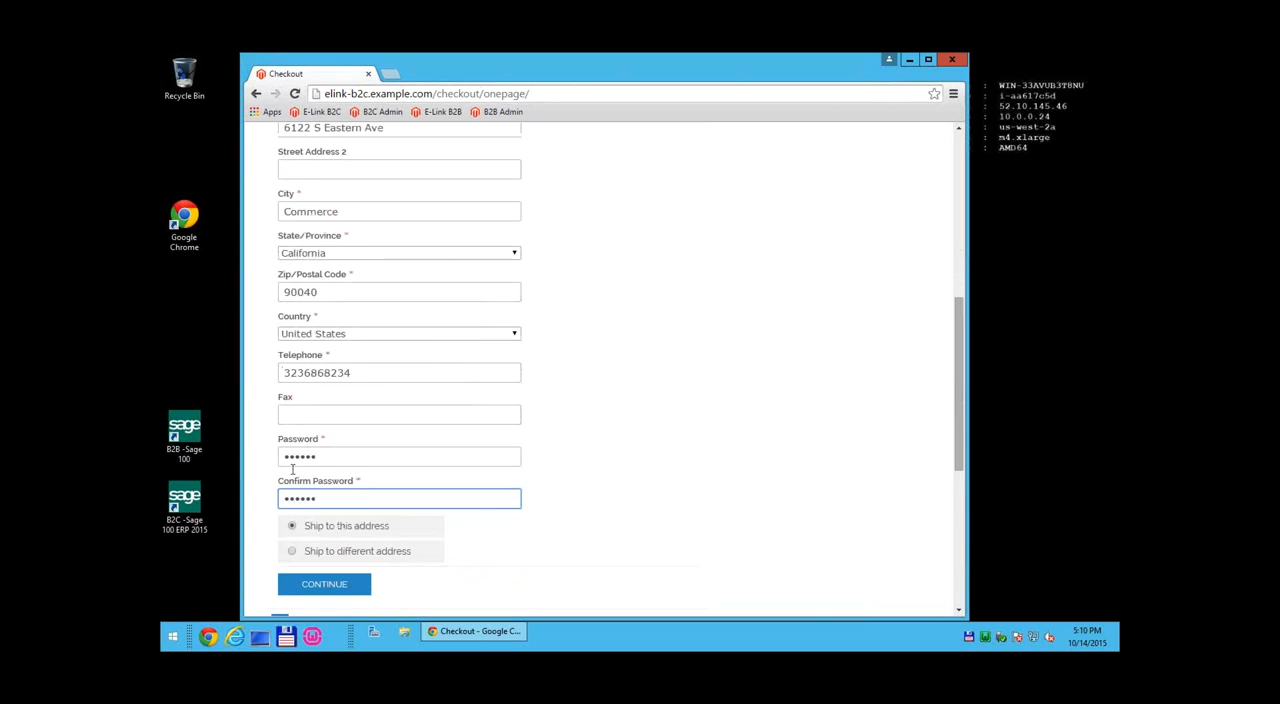 Recycle Bin
Google
Chrome
sage
B2B -Sage
100
sage
B2C -Sage
100 ERP 2015
Checkout
elink-b2c.example.com/checkout/onepage/
Apps E-Link B2C B2C Admin E-Link B2B B2B Admin
6122 S Eastern Ave
Street Address 2
City *
Commerce
State/Province *
California
Zip/Postal Code *
90040
Country *
United States
Telephone *
3236868234
Fax
Password *
••••••
Confirm Password *
••••••
Ship to this address
Ship to different address
CONTINUE
: WIN-33AVUB3T8NU
: i-aa617c5d
: 52.10.145.46
: 10.0.0.24
: us-west-2a
: m4.xlarge
: AMD64
Checkout - Google C...
5:10 PM
10/14/2015